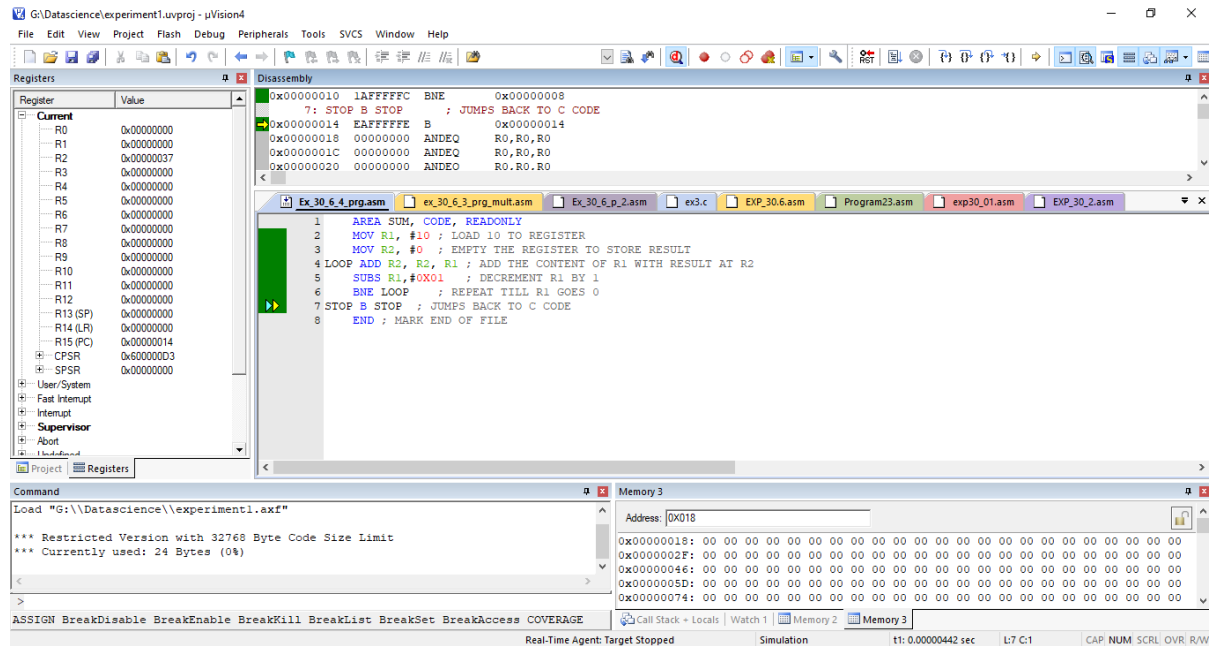 G:\Datascience\experiment1.uvproj - µVision4
File Edit View Project Flash Debug Peripherals Tools SVCS Window Help
Registers
Register Value
Current
R0 0x00000000
R1 0x00000000
R2 0x00000037
R3 0x00000000
R4 0x00000000
R5 0x00000000
R6 0x00000000
R7 0x00000000
R8 0x00000000
R9 0x00000000
R10 0x00000000
R11 0x00000000
R12 0x00000000
R13 (SP) 0x00000000
R14 (LR) 0x00000000
R15 (PC) 0x00000014
CPSR 0x600000D3
SPSR 0x00000000
User/System
Fast Interrupt
Interrupt
Supervisor
Abort
Undefined
Project Registers
Disassembly
0x00000010 1AFFFFFC BNE 0x00000008
7: STOP B STOP ; JUMPS BACK TO C CODE
0x00000014 EAFFFFFE B 0x00000014
0x00000018 00000000 ANDEQ R0,R0,R0
0x0000001C 00000000 ANDEQ R0,R0,R0
0x00000020 00000000 ANDEQ R0,R0,R0
Ex_30_6_4_prg.asm ex_30_6_3_prg_mult.asm Ex_30_6_p_2.asm ex3.c EXP_30.6.asm Program23.asm exp30_01.asm EXP_30_2.asm
1 AREA SUM, CODE, READONLY
2 MOV R1, #10 ; LOAD 10 TO REGISTER
3 MOV R2, #0 ; EMPTY THE REGISTER TO STORE RESULT
4 LOOP ADD R2, R2, R1 ; ADD THE CONTENT OF R1 WITH RESULT AT R2
5 SUBS R1,#0X01 ; DECREMENT R1 BY 1
6 BNE LOOP ; REPEAT TILL R1 GOES 0
7 STOP B STOP ; JUMPS BACK TO C CODE
8 END ; MARK END OF FILE
Command
Load "G:\\Datascience\\experiment1.axf"
*** Restricted Version with 32768 Byte Code Size Limit
*** Currently used: 24 Bytes (0%)
>
ASSIGN BreakDisable BreakEnable BreakKill BreakList BreakSet BreakAccess COVERAGE
Memory 3
Address: 0X018
0x00000018: 00 00 00 00 00 00 00 00 00 00 00 00 00 00 00 00 00 00 00 00 00 00 00
0x0000002F: 00 00 00 00 00 00 00 00 00 00 00 00 00 00 00 00 00 00 00 00 00 00 00
0x00000046: 00 00 00 00 00 00 00 00 00 00 00 00 00 00 00 00 00 00 00 00 00 00 00
0x0000005D: 00 00 00 00 00 00 00 00 00 00 00 00 00 00 00 00 00 00 00 00 00 00 00
0x00000074: 00 00 00 00 00 00 00 00 00 00 00 00 00 00 00 00 00 00 00 00 00 00 00
Call Stack + Locals Watch 1 Memory 2 Memory 3
Real-Time Agent: Target Stopped Simulation t1: 0.00000442 sec L:7 C:1 CAP NUM SCRL OVR R/W